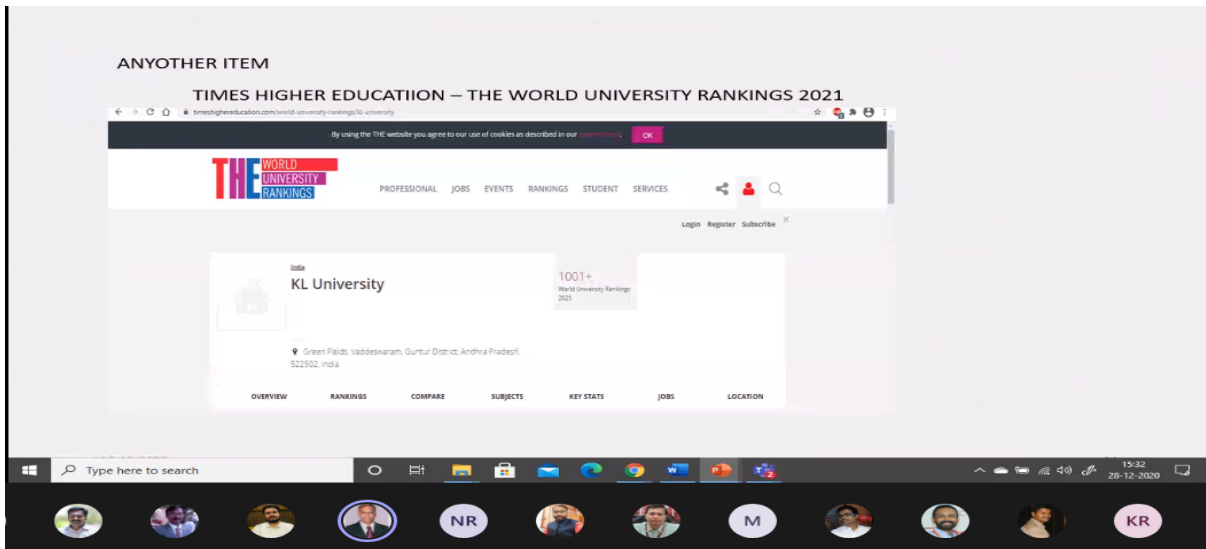 ANYOTHER ITEM
TIMES HIGHER EDUCATIION – THE WORLD UNIVERSITY RANKINGS 2021
timeshighereducation.com/world-university-rankings/kl-university
By using the THE website you agree to our use of cookies as described in our
OK
THE WORLD
UNIVERSITY
RANKINGS
PROFESSIONAL JOBS EVENTS RANKINGS STUDENT SERVICES
Login Register Subscribe
India
KL University
1001+
World University Rankings
2021
Green Fields, Vaddeswaram, Guntur District, Andhra Pradesh,
522502, India
OVERVIEW RANKINGS COMPARE SUBJECTS KEY STATS JOBS LOCATION
Type here to search
15:32
28-12-2020
NR M KR